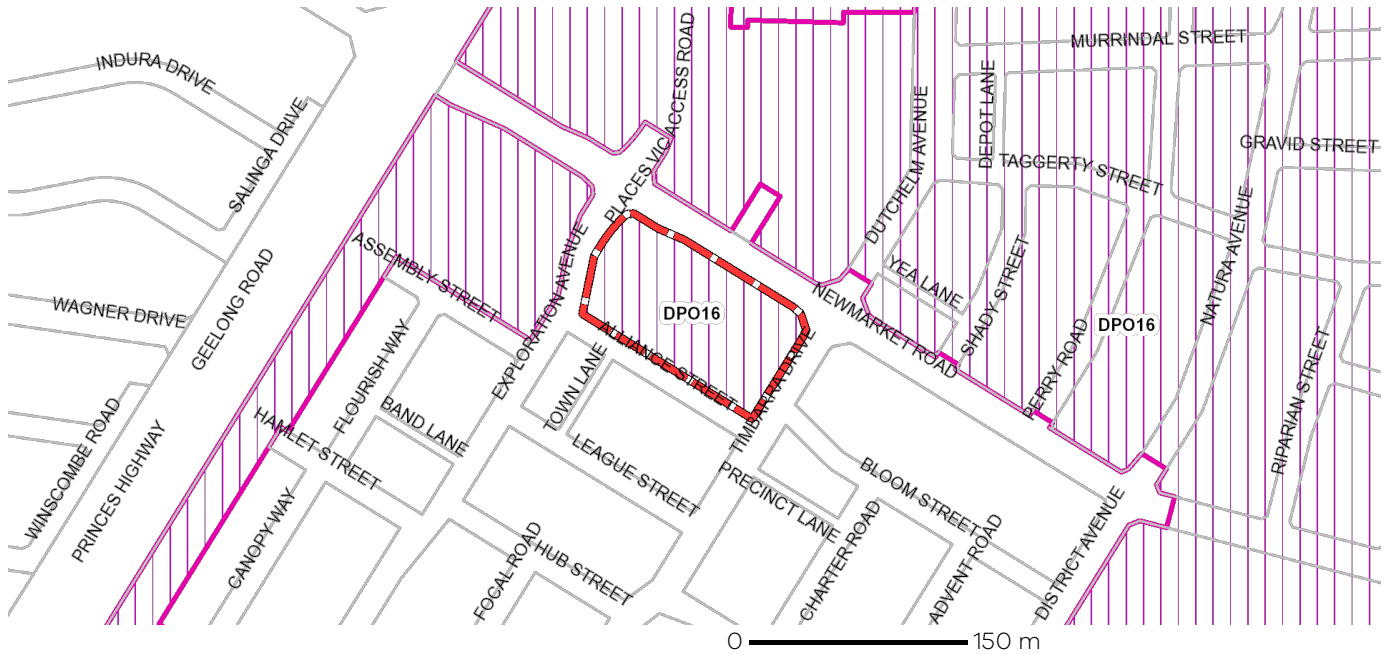 MURRINDAL STREET
INDURA DRIVE
SALINGA DRIVE
PLACES VIC ACCESS ROAD
DUTCHELM AVENUE
DEPOT LANE
GRAVID STREET
TAGGERTY STREET
ASSEMBLY STREET
EXPLORATION AVENUE
NATURA AVENUE
YEA LANE
SHADY STREET
WAGNER DRIVE
GEELONG ROAD
DPO16
NEWMARKET ROAD
DPO16
PERRY ROAD
RIPARIAN STREET
FLOURISH WAY
TOWN LANE
ALLIANCE STREET
TIMBARRA DRIVE
WINSCOMBE ROAD
PRINCES HIGHWAY
HAMLET STREET
BAND LANE
LEAGUE STREET
PRECINCT LANE
BLOOM STREET
CANOPY WAY
FOCAL ROAD
HUB STREET
CHARTER ROAD
ADVENT ROAD
DISTRICT AVENUE
0 150 m